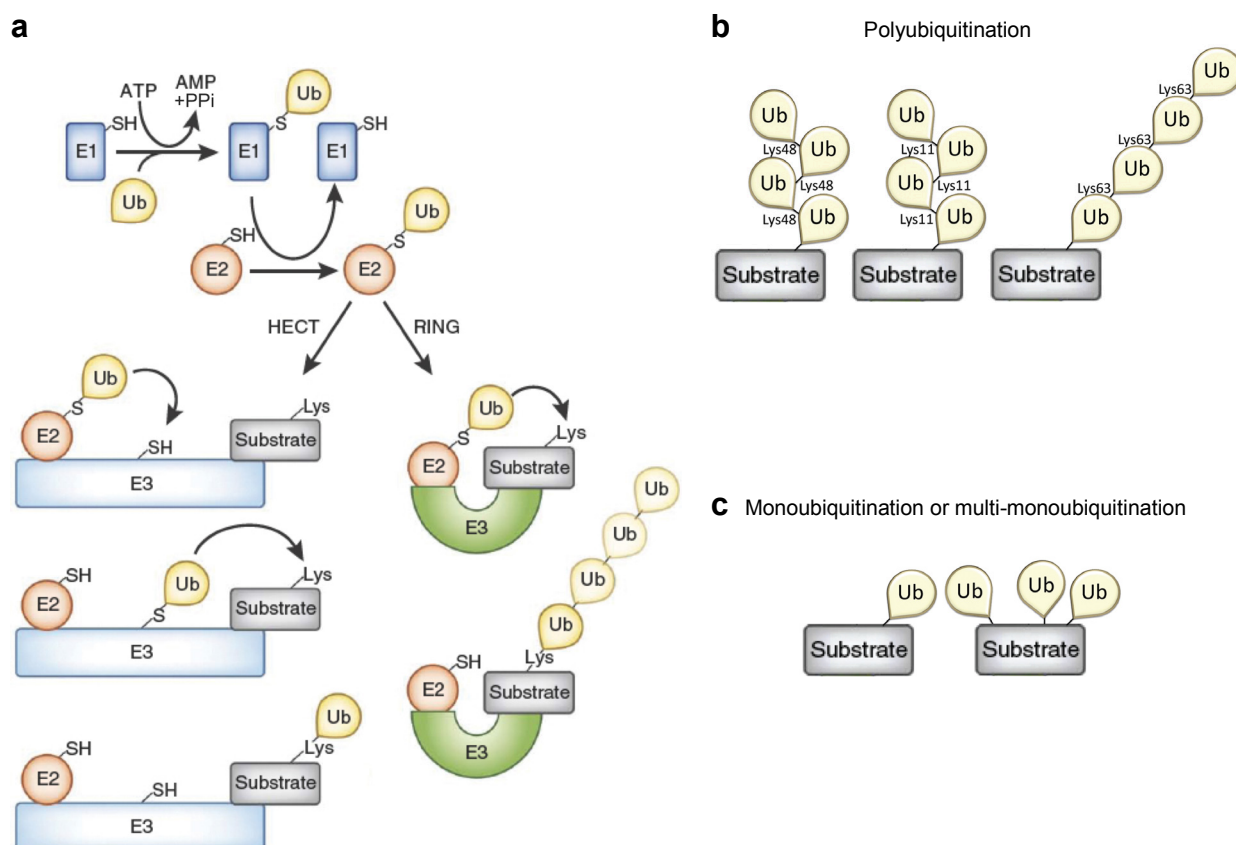 a
ATP
AMP
+PPi
Ub
SH
S
SH
E1
E1
E1
Ub
Ub
SH
S
E2
E2
HECT
RING
Ub
S
E2
SH
Lys
Substrate
E3
Ub
S
Lys
E2
Substrate
E3
SH
E2
Ub
S
Lys
Substrate
E3
Ub
Ub
Ub
Ub
Lys
SH
E2
Substrate
E3
SH
E2
SH
Ub
Lys
Substrate
E3
b
Polyubiquitination
Ub
Lys48
Ub
Ub
Lys48
Lys48
Ub
Substrate
Ub
Lys11
Ub
Ub
Lys11
Lys11
Ub
Substrate
Ub
Lys63
Ub
Lys63
Ub
Lys63
Ub
Substrate
c
Monoubiquitination or multi-monoubiquitination
Ub
Substrate
Ub
Ub
Ub
Substrate